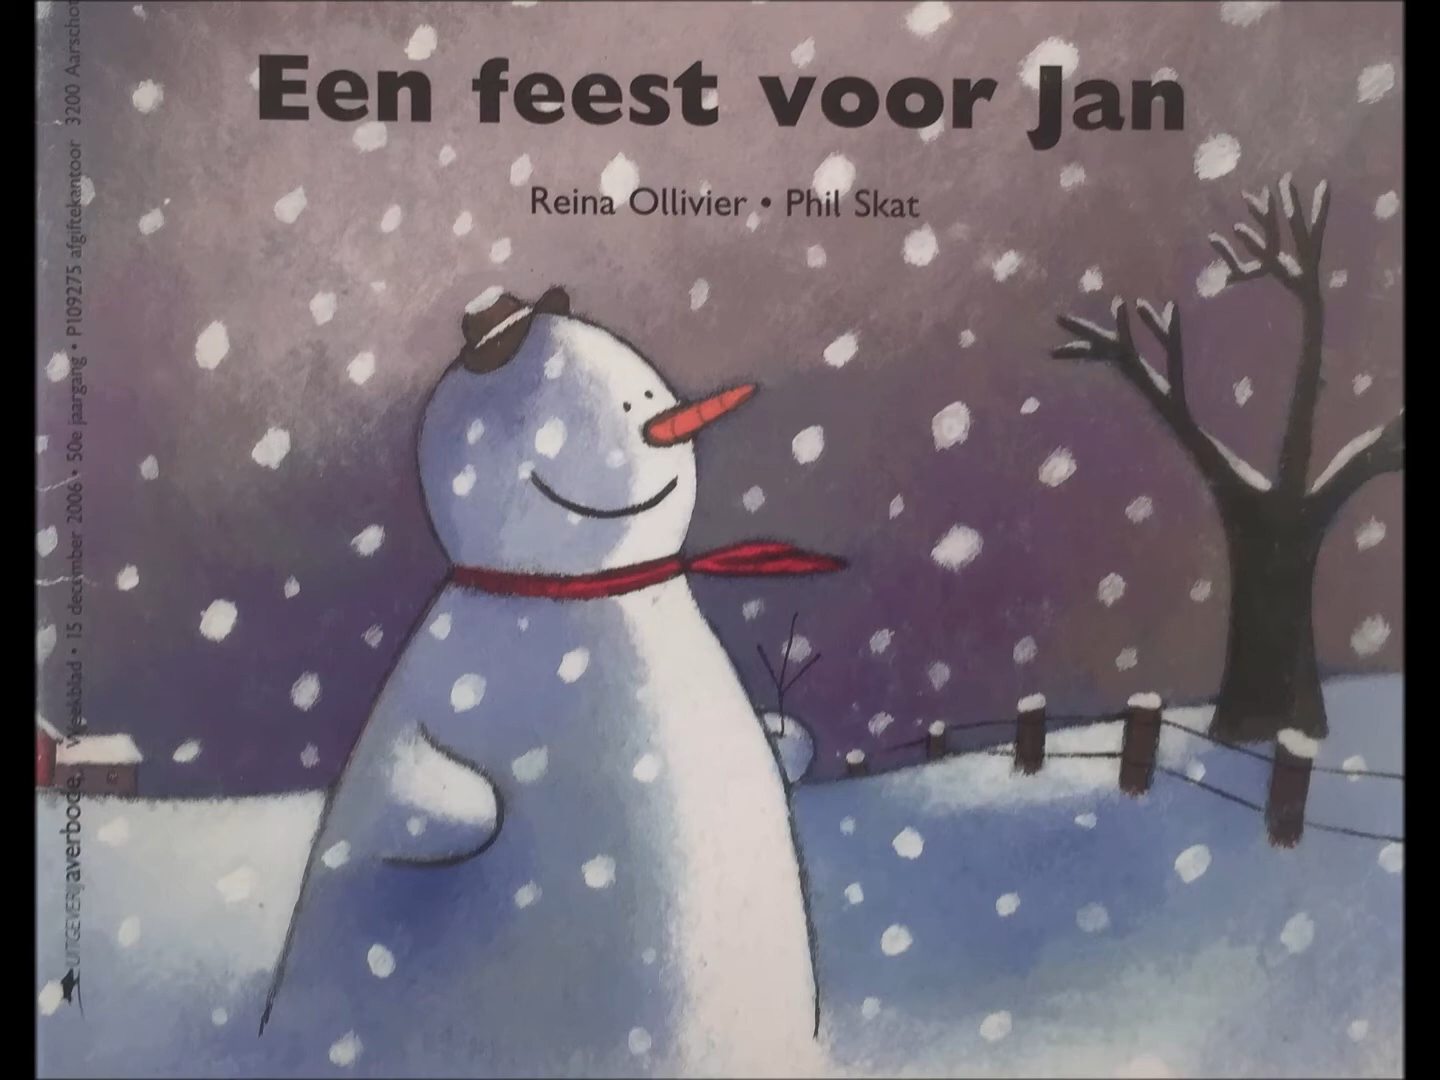 Een feest voor Jan
Reina Ollivier • Phil Skat
UITGEVERIJ averbode, weekblad • 15 december 2006 • 50e jaargang • P109275 afgiftekantoor 3200 Aarschot